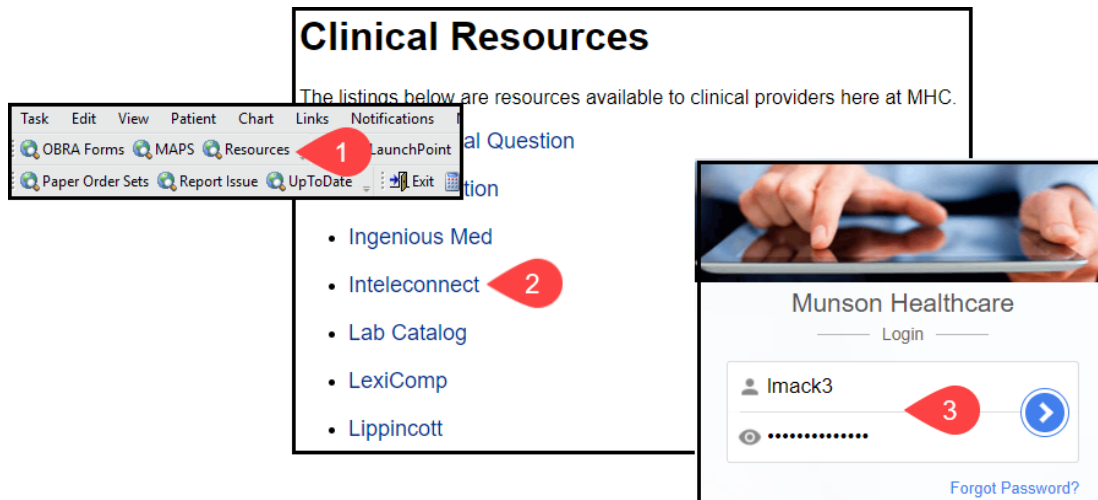 Clinical Resources
The listings below are resources available to clinical providers here at MHC.
Task Edit View Patient Chart Links Notifications
OBRA Forms MAPS Resources 1 LaunchPoint
Paper Order Sets Report Issue UpToDate Exit
Question
Ingenious Med
Inteleconnect 2
Lab Catalog
LexiComp
Lippincott
Munson Healthcare
Login
lmack3
3
••••••••••••••
Forgot Password?